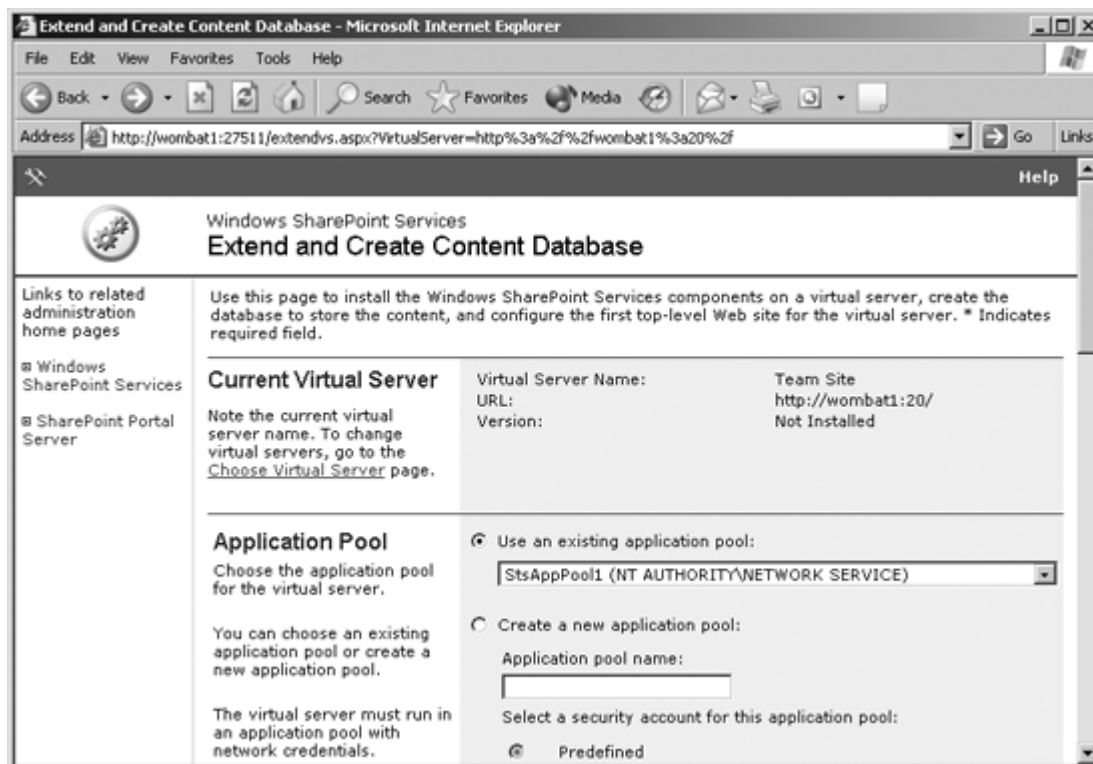 Extend and Create Content Database - Microsoft Internet Explorer
File Edit View Favorites Tools Help
Back Search Favorites Media
Address http://wombat1:27511/extendvs.aspx?VirtualServer=http%3a%2f%2fwombat1%3a20%2f Go Links
Help
Windows SharePoint Services
Extend and Create Content Database
Links to related
administration
home pages
Windows
SharePoint Services
SharePoint Portal
Server
Use this page to install the Windows SharePoint Services components on a virtual server, create the
database to store the content, and configure the first top-level Web site for the virtual server. * Indicates
required field.
Current Virtual Server
Note the current virtual
server name. To change
virtual servers, go to the
Choose Virtual Server page.
Virtual Server Name: Team Site
URL: http://wombat1:20/
Version: Not Installed
Application Pool
Choose the application pool
for the virtual server.
You can choose an existing
application pool or create a
new application pool.
The virtual server must run in
an application pool with
network credentials.
Use an existing application pool:
StsAppPool1 (NT AUTHORITY\NETWORK SERVICE)
Create a new application pool:
Application pool name:
Select a security account for this application pool:
Predefined